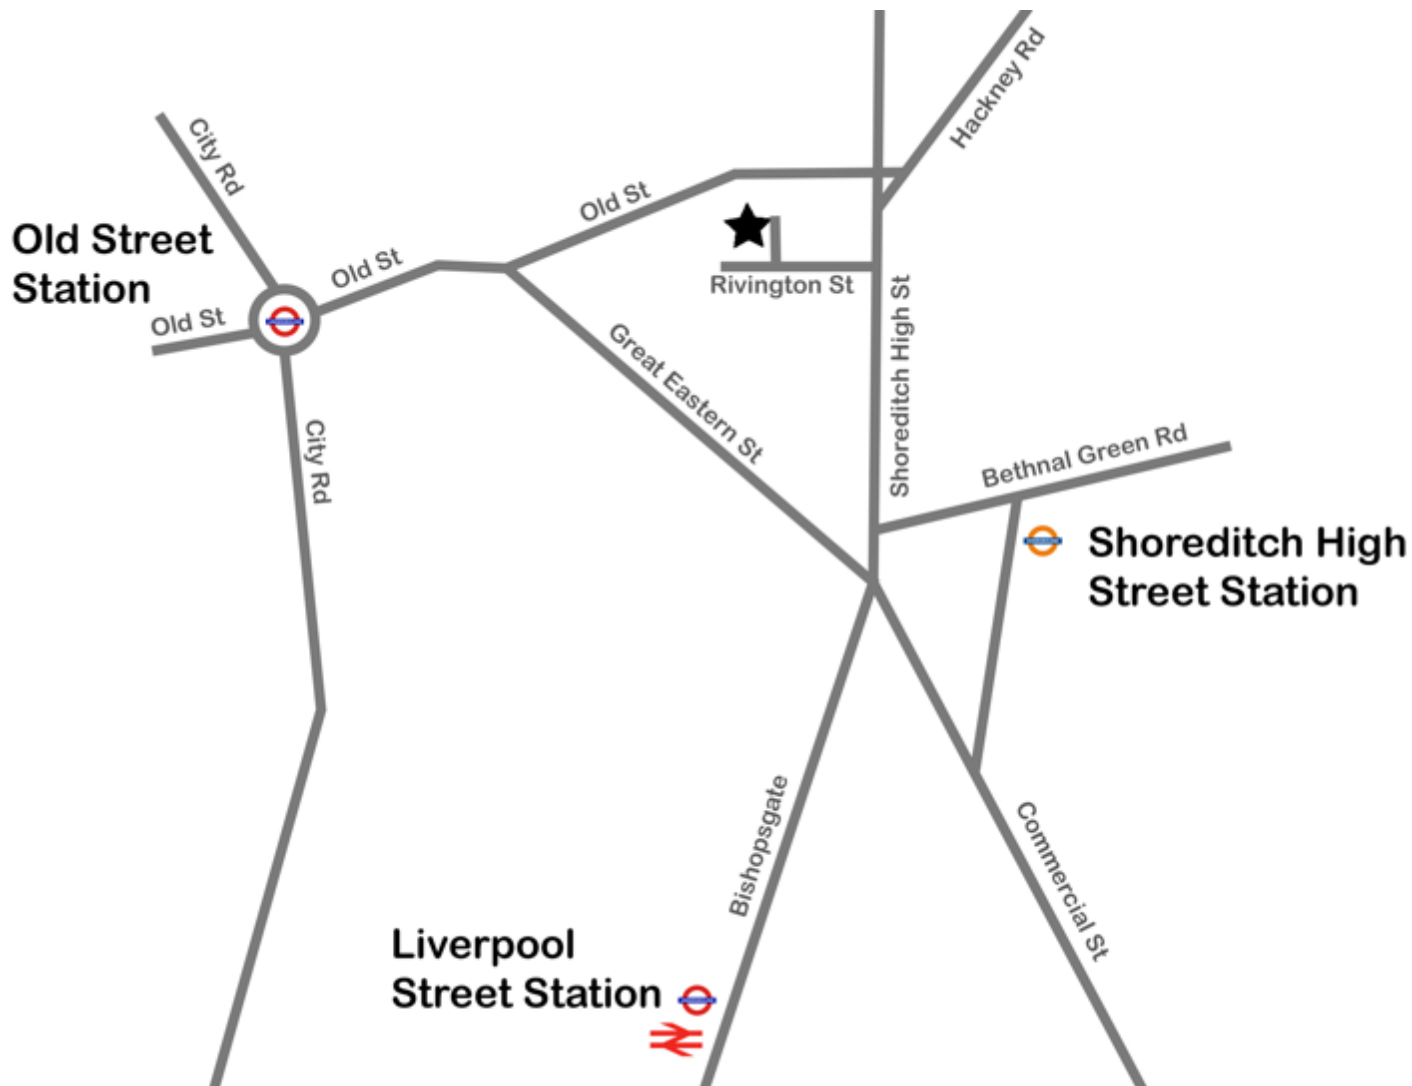 Hackney Rd
City Rd
Old St
Old Street
Station
Old St
Old St
Rivington St
Shoreditch High St
Great Eastern St
City Rd
Bethnal Green Rd
Shoreditch High
Street Station
Bishopsgate
Commercial St
Liverpool
Street Station